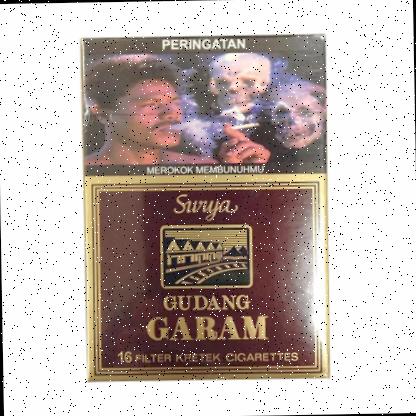 PERINGATAN
MEROKOK MEMBUNUHMU
Surya
GUDANG
GARAM
16 FILTER KRETEK CIGARETTES